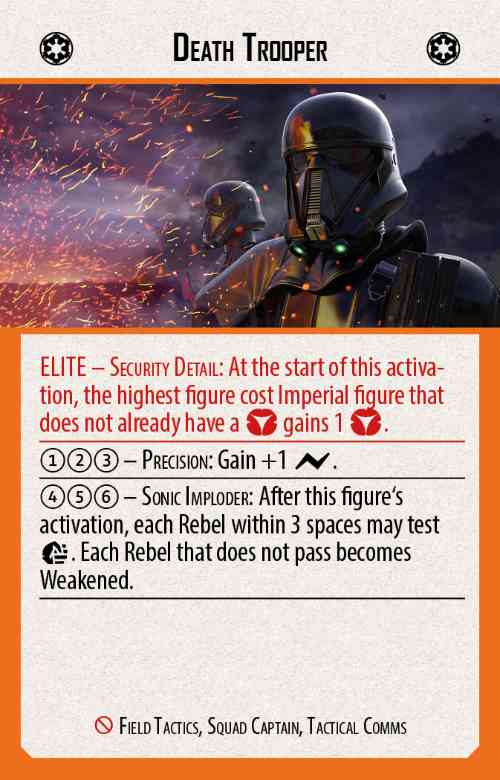 Death Trooper
ELITE – Security Detail: At the start of this activa-
tion, the highest figure cost Imperial figure that
does not already have a gains 1 .
①②③ – Precision: Gain +1 .
④⑤⑥ – Sonic Imploder: After this figure‘s
activation, each Rebel within 3 spaces may test
. Each Rebel that does not pass becomes
Weakened.
Field Tactics, Squad Captain, Tactical Comms